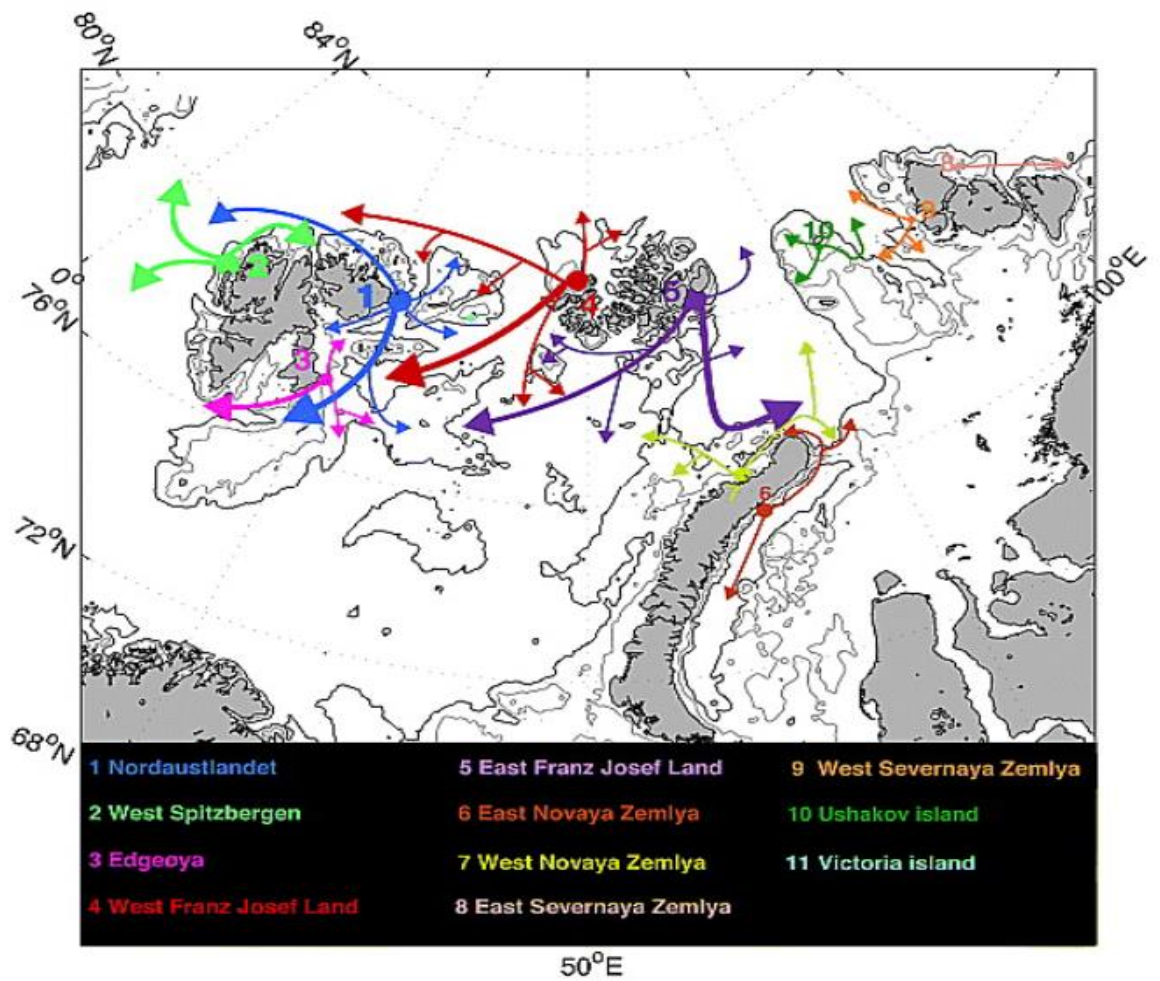 80°N
84°N
0°
76°N
72°N
68°N
100°E
1
2
3
4
5
6
7
8
9
10
1 Nordaustlandet
2 West Spitzbergen
3 Edgeøya
4 West Franz Josef Land
5 East Franz Josef Land
6 East Novaya Zemlya
7 West Novaya Zemlya
8 East Severnaya Zemlya
9 West Severnaya Zemlya
10 Ushakov island
11 Victoria island
50°E